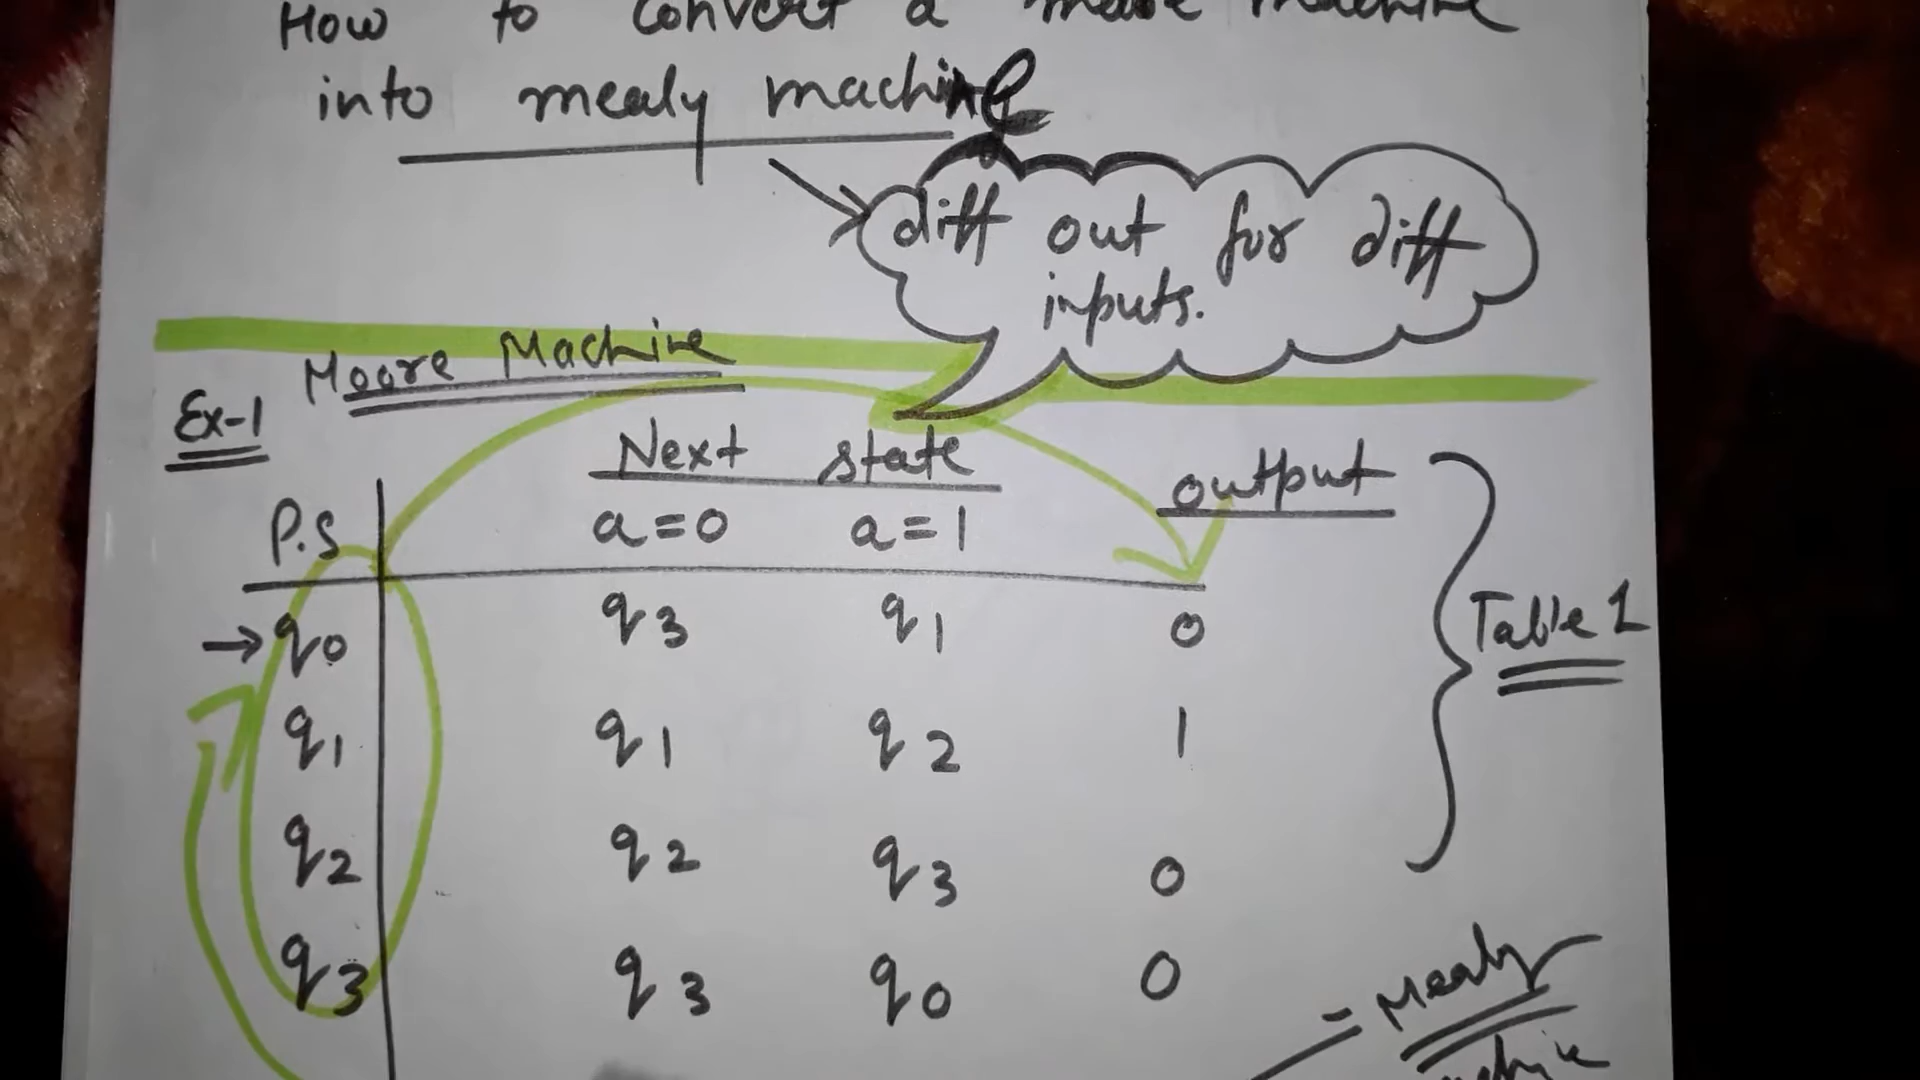 How to convert a moore machine
into mealy machine
diff out for diff
inputs.
Moore Machine
Ex-1
Next state
output
P.S
a=0 a=1
→q0 q3 q1 0
Table 1
q1 q1 q2 1
q2 q2 q3 0
q3 q3 q0 0
= Mealy